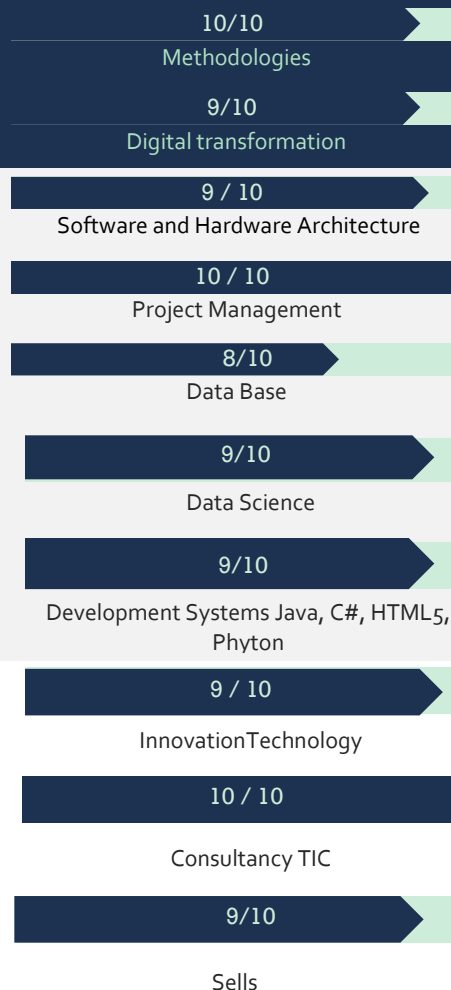 10/10
Methodologies
9/10
Digital transformation
9 / 10
Software and Hardware Architecture
10 / 10
Project Management
8/10
Data Base
9/10
Data Science
9/10
Development Systems Java, C#, HTML5,
Phyton
9 / 10
InnovationTechnology
10 / 10
Consultancy TIC
9/10
Sells